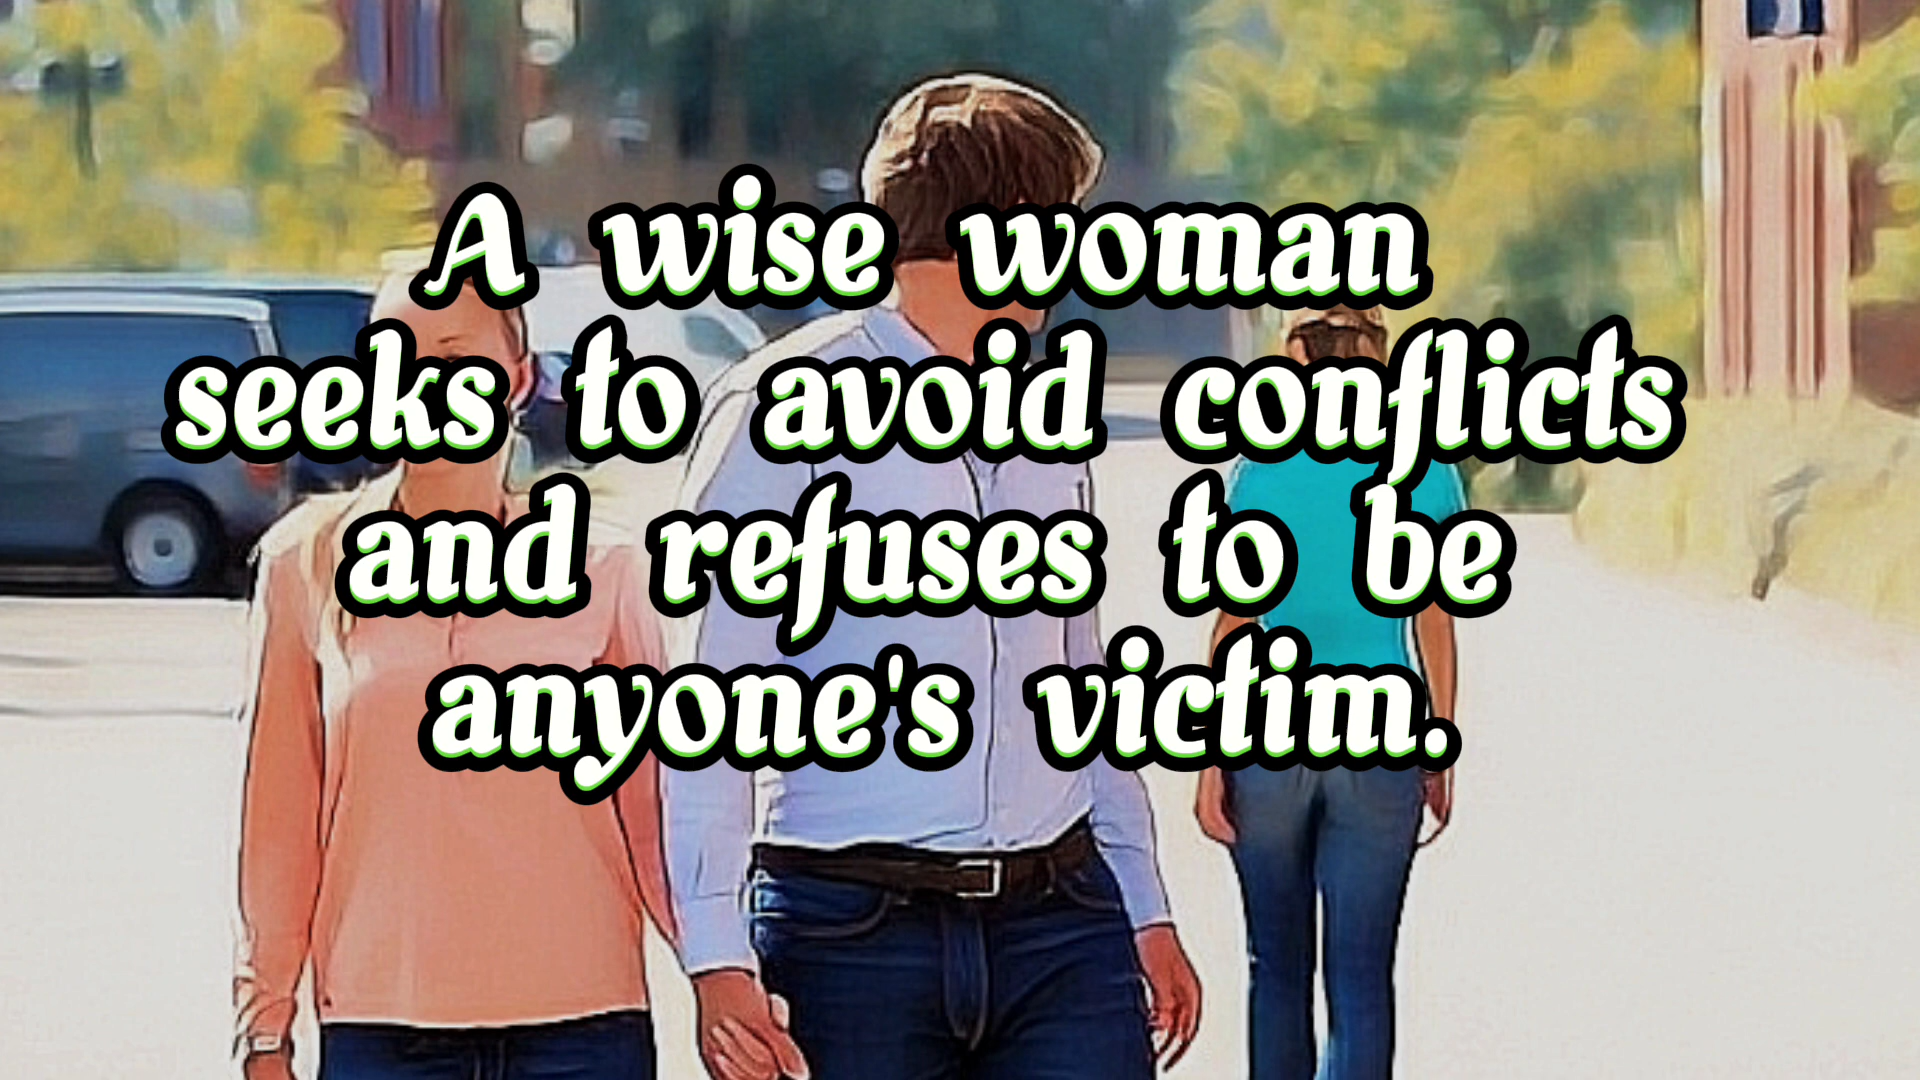 A wise woman
seeks to avoid conflicts
and refuses to be
anyone's victim.